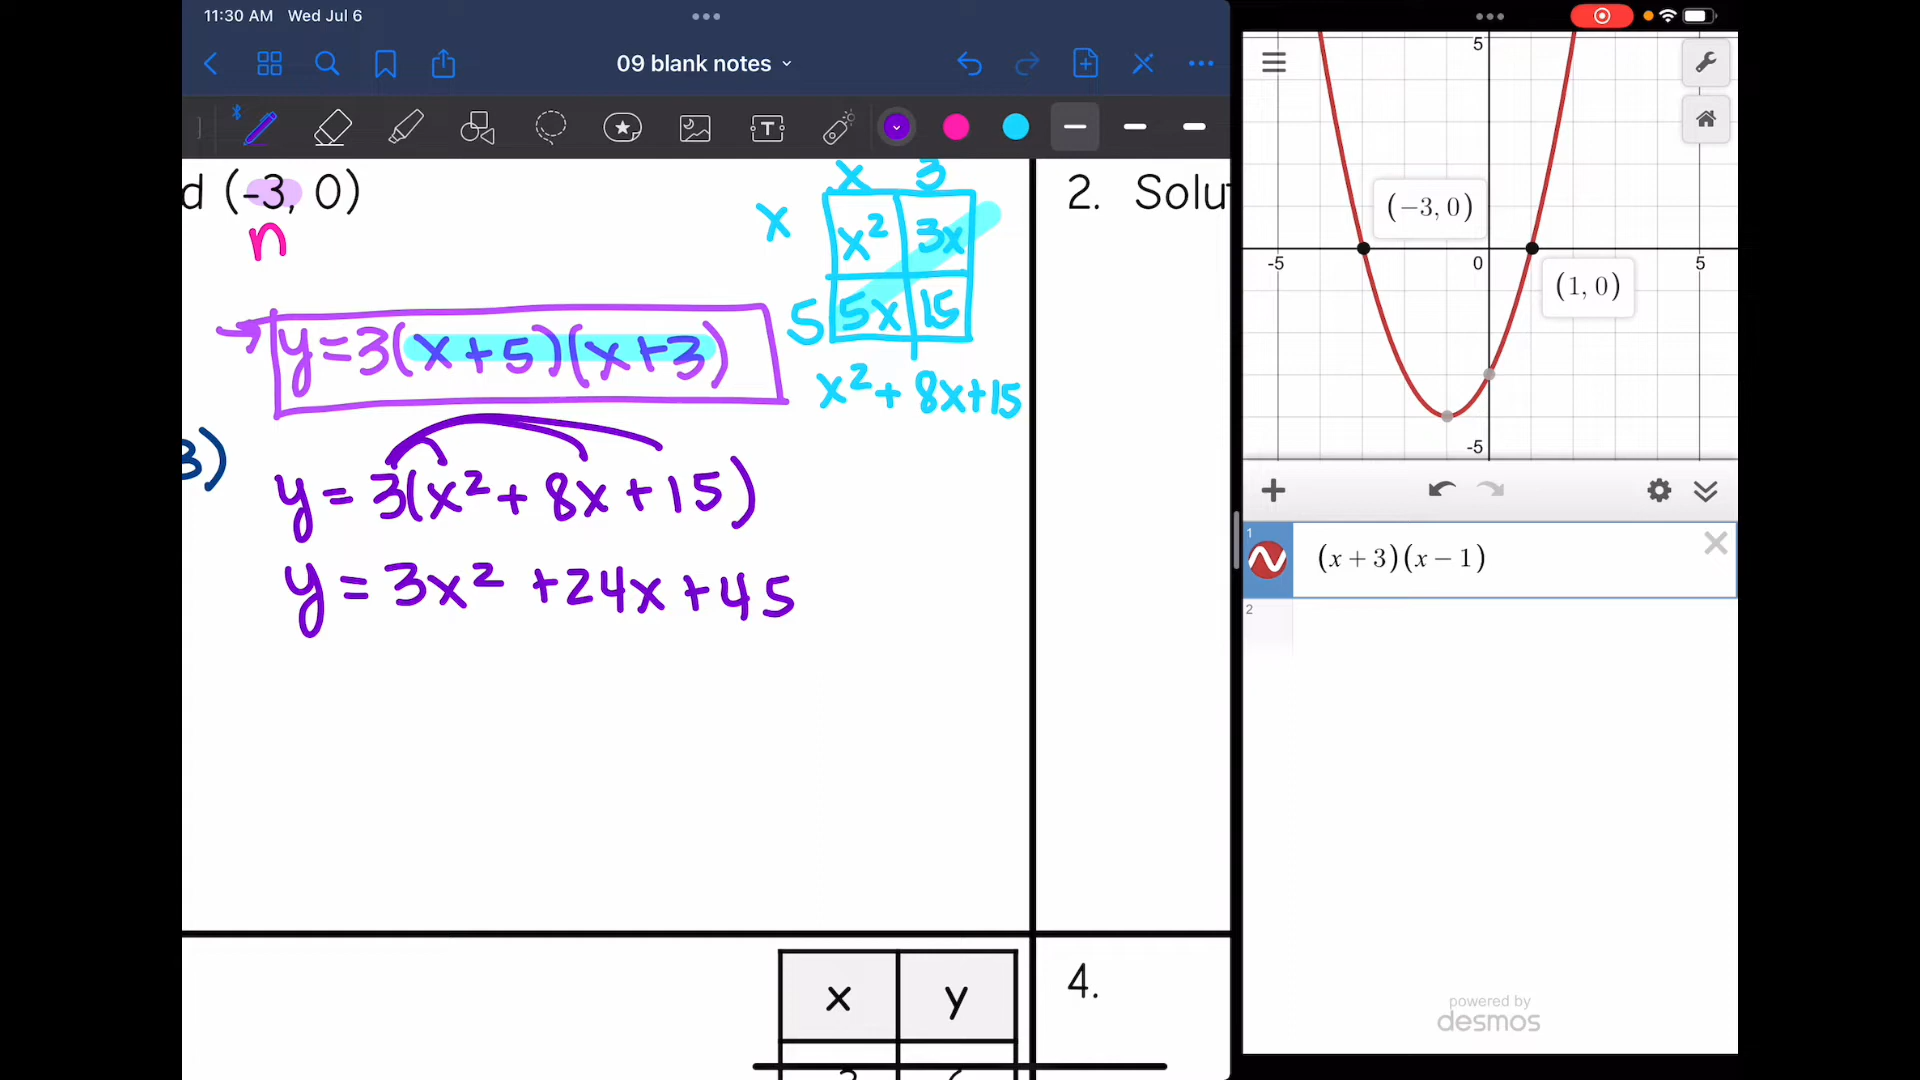 11:30 AM Wed Jul 6
09 blank notes
d (-3, 0)
n
x 3
x x² 3x
5 5x 15
x² + 8x + 15
y = 3(x + 5)(x + 3)
3)
y = 3(x² + 8x + 15)
y = 3x² + 24x + 45
x y
2. Solu
4.
5
(−3, 0)
-5 0 5
(1, 0)
-5
1
(x + 3)(x − 1)
2
powered by
desmos